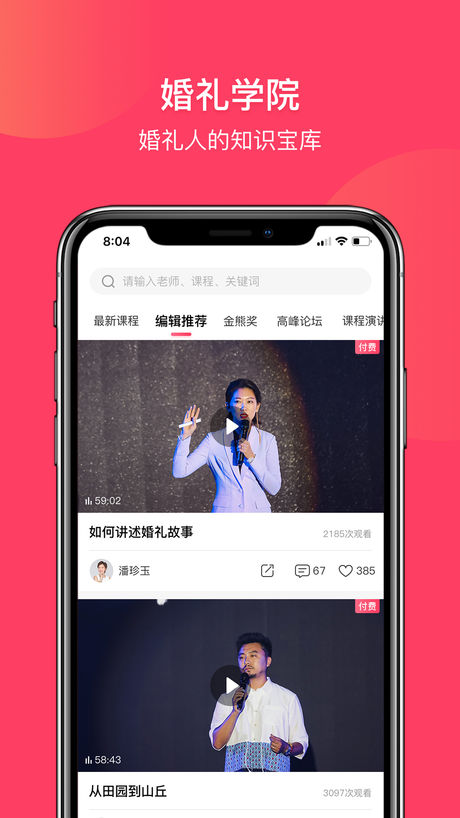 婚礼学院
婚礼人的知识宝库
8:04
请输入老师、课程、关键词
最新课程 编辑推荐 金熊奖 高峰论坛 课程演讲
付费
59:02
如何讲述婚礼故事 2185次观看
潘珍玉 67 385
付费
58:43
从田园到山丘 3097次观看